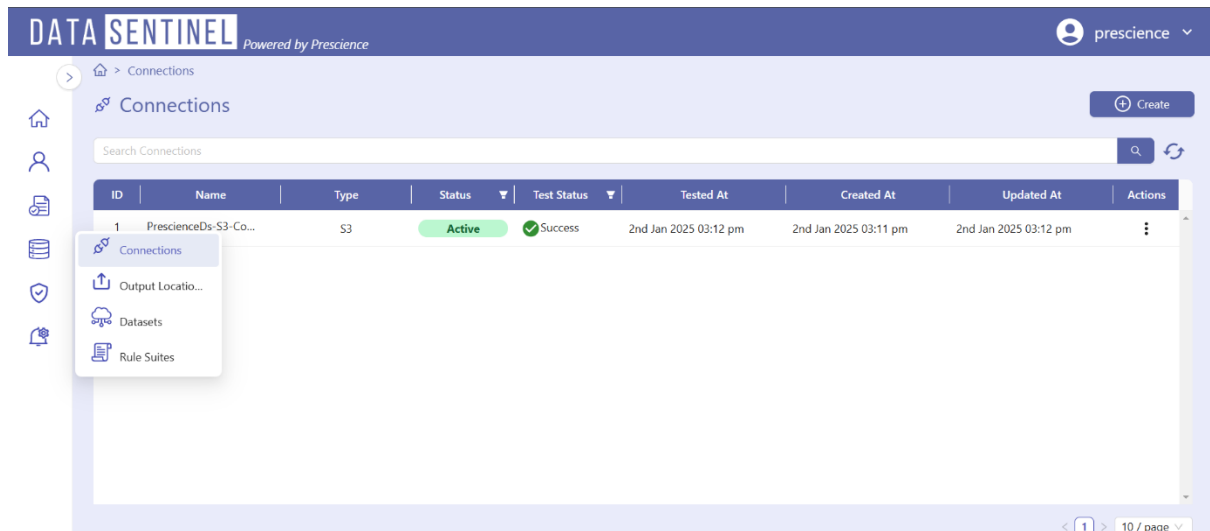 DATA SENTINEL Powered by Prescience
prescience
> Connections
Connections
Create
Search Connections
ID Name Type Status Test Status Tested At Created At Updated At Actions
1 PrescienceDs-S3-Co... S3 Active Success 2nd Jan 2025 03:12 pm 2nd Jan 2025 03:11 pm 2nd Jan 2025 03:12 pm
Connections
Output Locatio...
Datasets
Rule Suites
< 1 > 10 / page